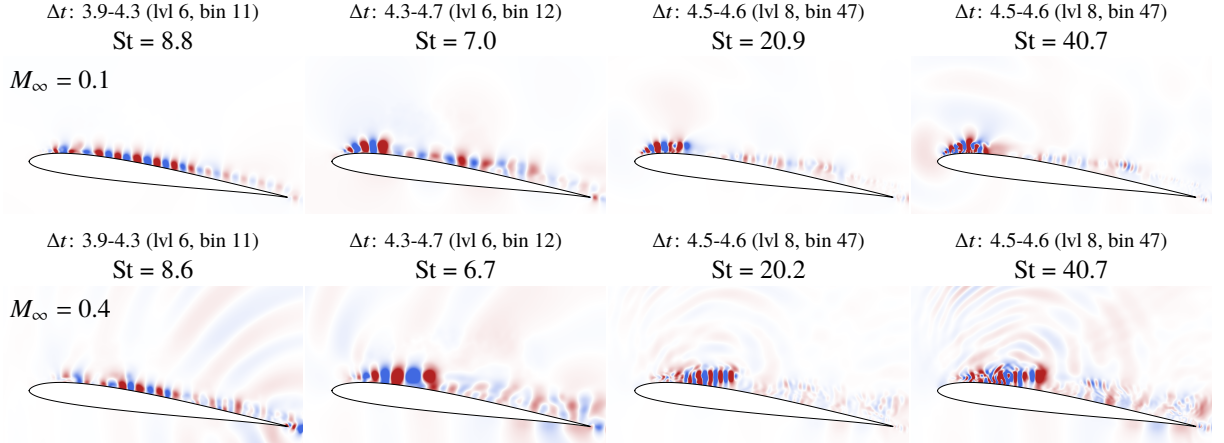 Δt: 3.9-4.3 (lvl 6, bin 11)
St = 8.8
Δt: 4.3-4.7 (lvl 6, bin 12)
St = 7.0
Δt: 4.5-4.6 (lvl 8, bin 47)
St = 20.9
Δt: 4.5-4.6 (lvl 8, bin 47)
St = 40.7
M∞ = 0.1
Δt: 3.9-4.3 (lvl 6, bin 11)
St = 8.6
Δt: 4.3-4.7 (lvl 6, bin 12)
St = 6.7
Δt: 4.5-4.6 (lvl 8, bin 47)
St = 20.2
Δt: 4.5-4.6 (lvl 8, bin 47)
St = 40.7
M∞ = 0.4